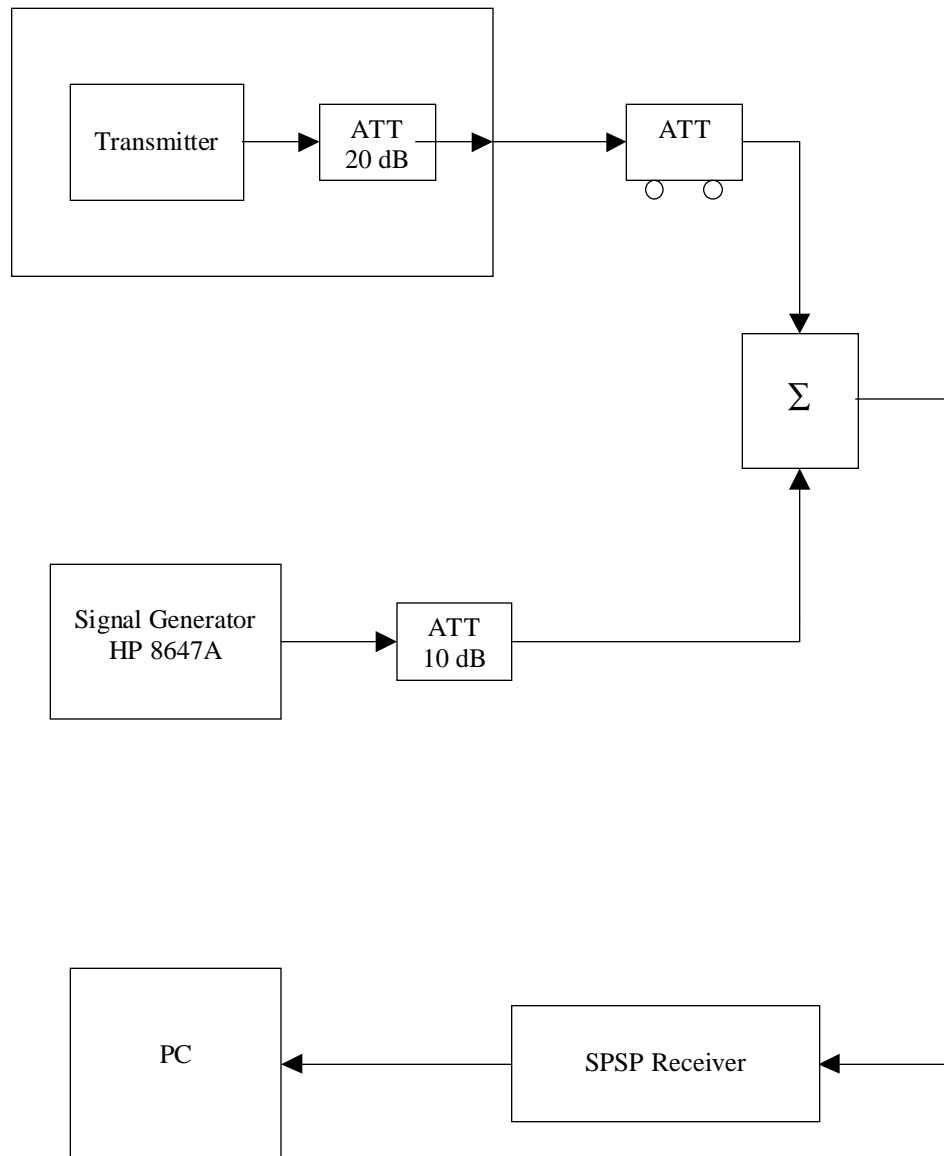 Transmitter
ATT
20 dB
ATT
Σ
Signal Generator
HP 8647A
ATT
10 dB
PC
SPSP Receiver